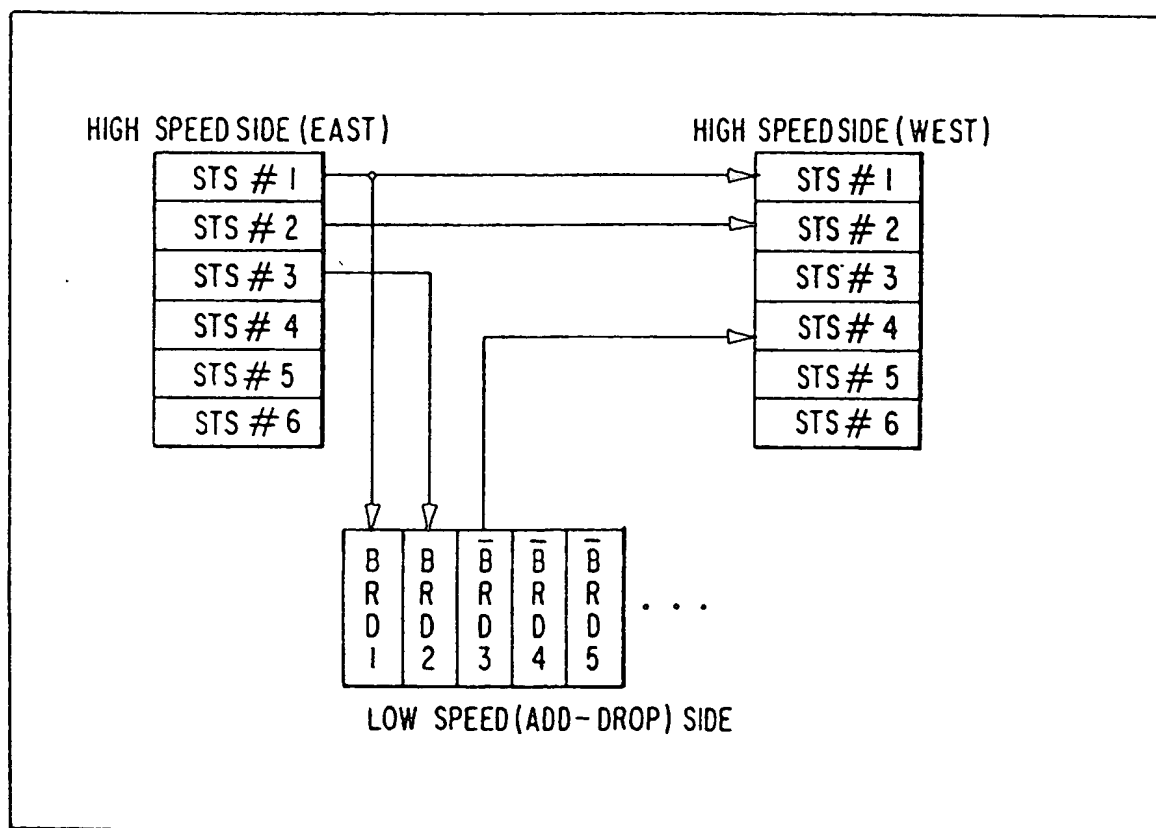 HIGH SPEED SIDE (EAST)
STS # 1
STS # 2
STS # 3
STS # 4
STS # 5
STS # 6
HIGH SPEED SIDE (WEST)
STS # 1
STS # 2
STS # 3
STS # 4
STS # 5
STS # 6
BRD1
BRD2
B̅RD3
B̅RD4
B̅RD5
. . .
LOW SPEED (ADD-DROP) SIDE